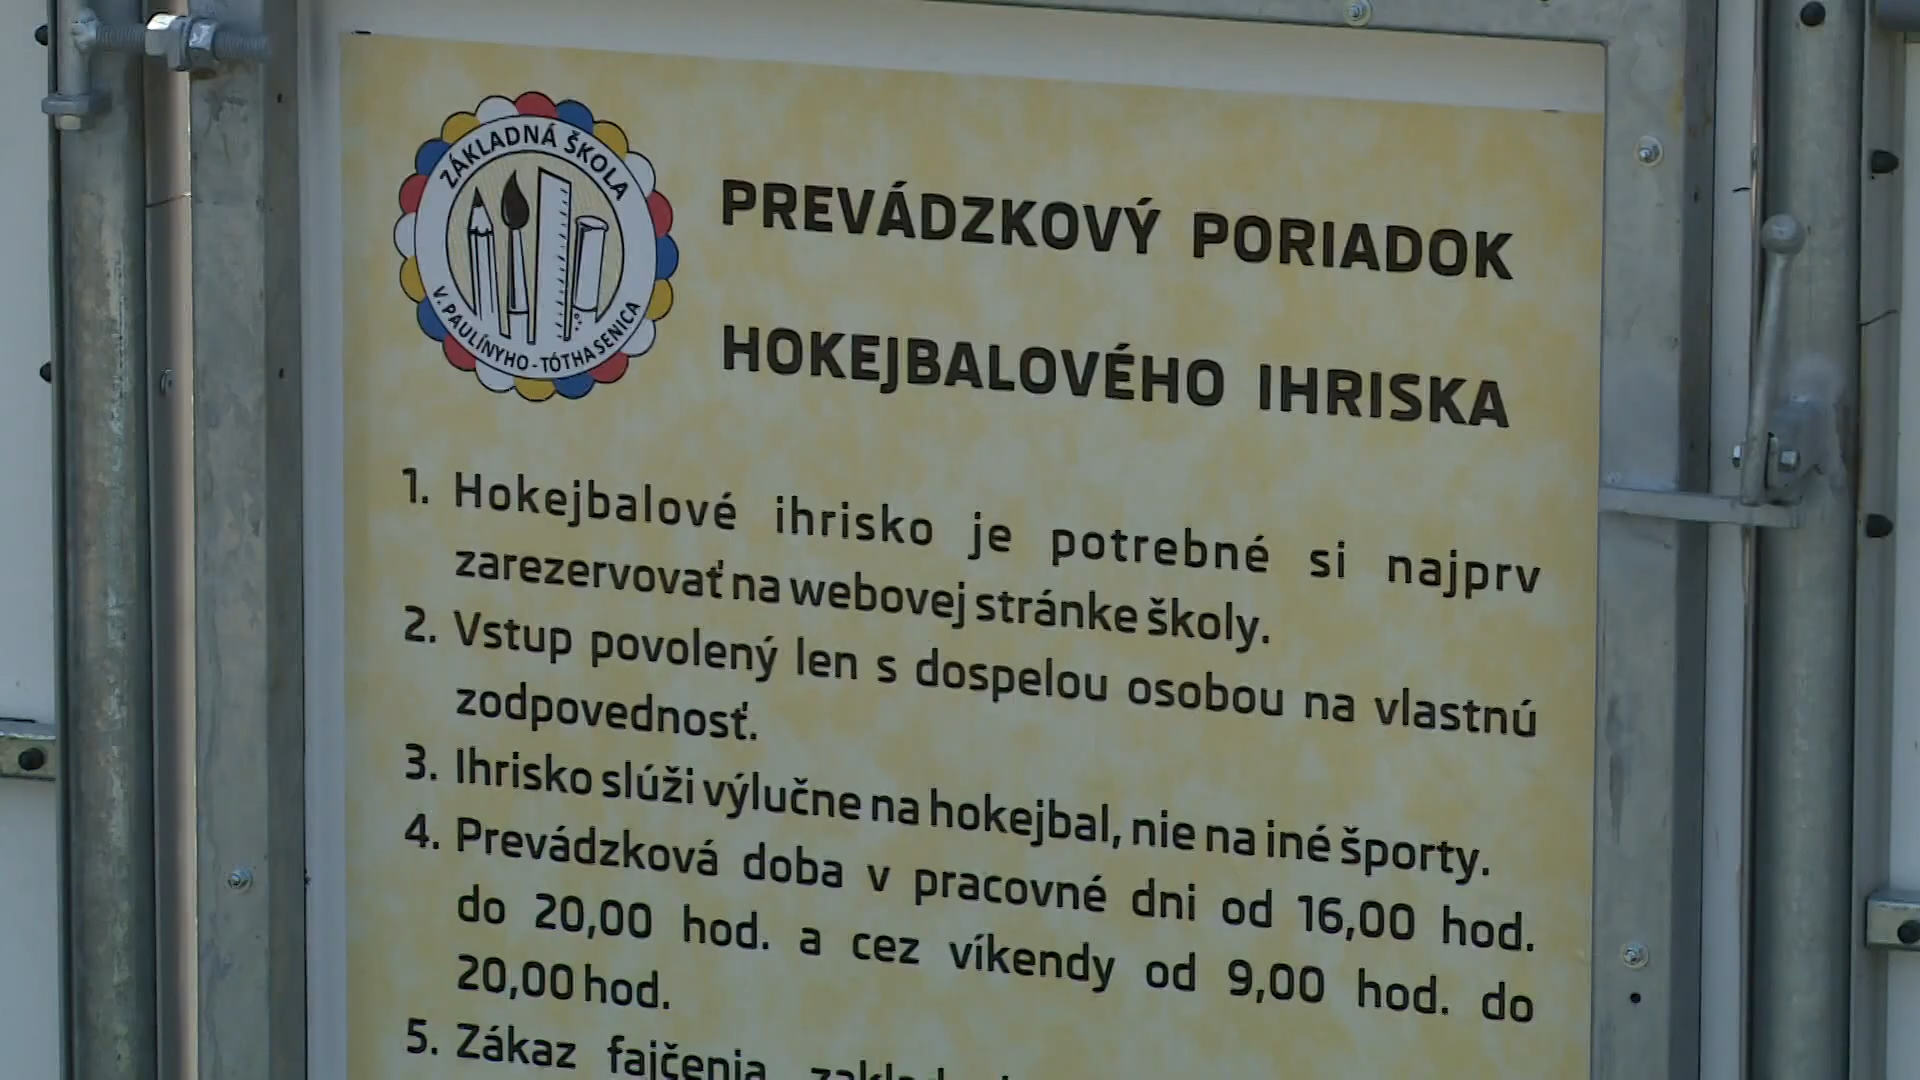 ZÁKLADNÁ ŠKOLA
V. PAULÍNYHO - TÓTHA SENICA
PREVÁDZKOVÝ PORIADOK
HOKEJBALOVÉHO IHRISKA
1. Hokejbalové ihrisko je potrebné si najprv
zarezervovať na webovej stránke školy.
2. Vstup povolený len s dospelou osobou na vlastnú
zodpovednosť.
3. Ihrisko slúži výlučne na hokejbal, nie na iné športy.
4. Prevádzková doba v pracovné dni od 16,00 hod.
do 20,00 hod. a cez víkendy od 9,00 hod. do
20,00 hod.
5. Zákaz fajčenia,